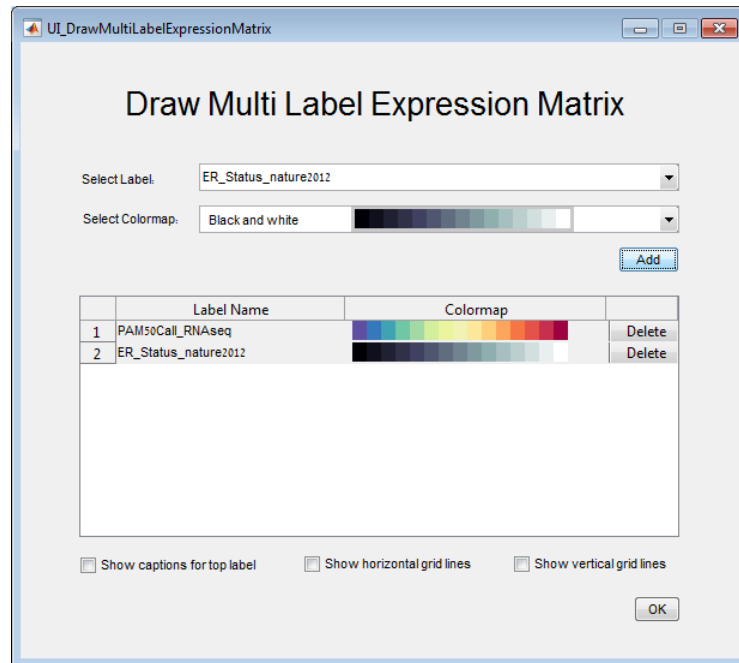 UI_DrawMultiLabelExpressionMatrix
Draw Multi Label Expression Matrix
Select Label: ER_Status_nature2012
Select Colormap: Black and white
Add
Label Name Colormap
1 PAM50Call_RNAseq Delete
2 ER_Status_nature2012 Delete
Show captions for top label Show horizontal grid lines Show vertical grid lines
OK